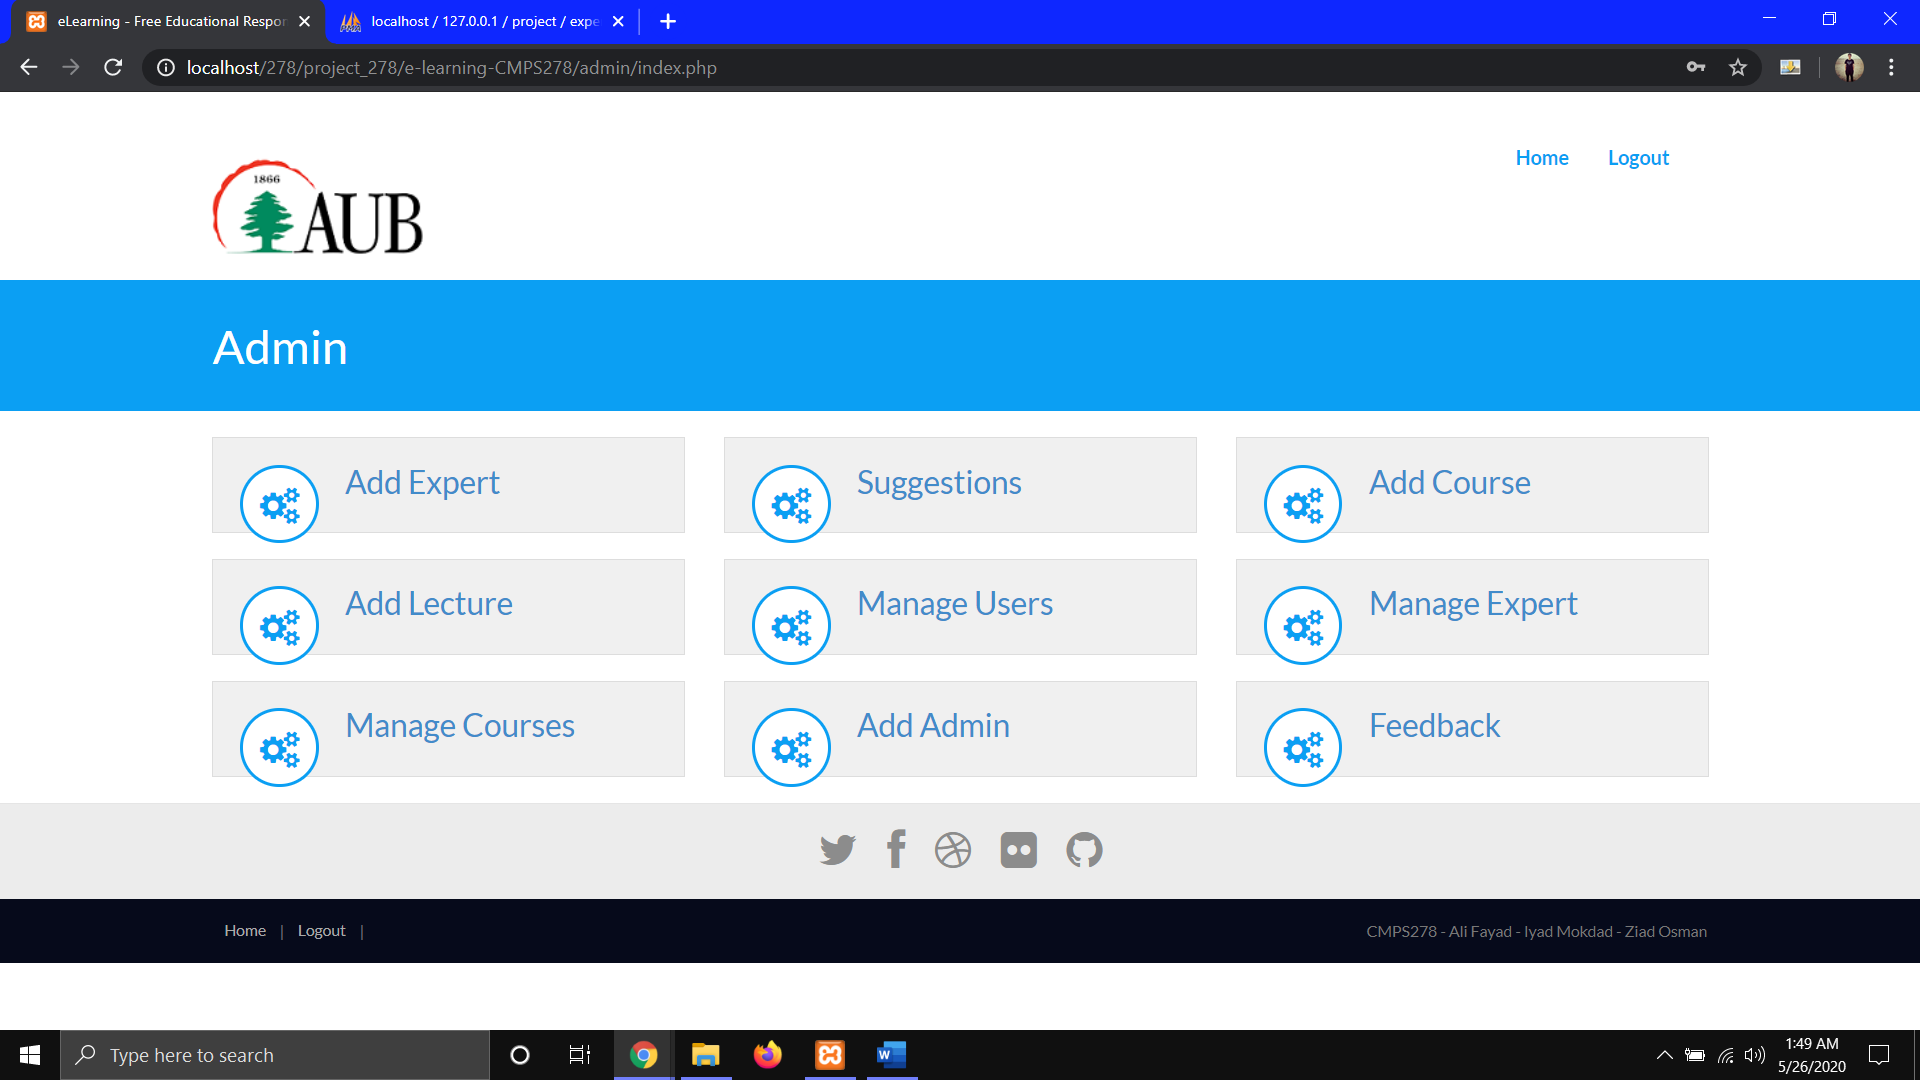 eLearning - Free Educational Respor
localhost / 127.0.0.1 / project / expe
localhost/278/project_278/e-learning-CMPS278/admin/index.php
Home Logout
1866
AUB
Admin
Add Expert Suggestions Add Course
Add Lecture Manage Users Manage Expert
Manage Courses Add Admin Feedback
Home | Logout |
CMPS278 - Ali Fayad - Iyad Mokdad - Ziad Osman
Type here to search
1:49 AM
5/26/2020